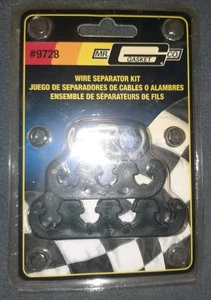 #9728
MR. GASKET CO
WIRE SEPARATOR KIT
JUEGO DE SEPARADORES DE CABLES O ALAMBRES
ENSEMBLE DE SÉPARATEURS DE FILS